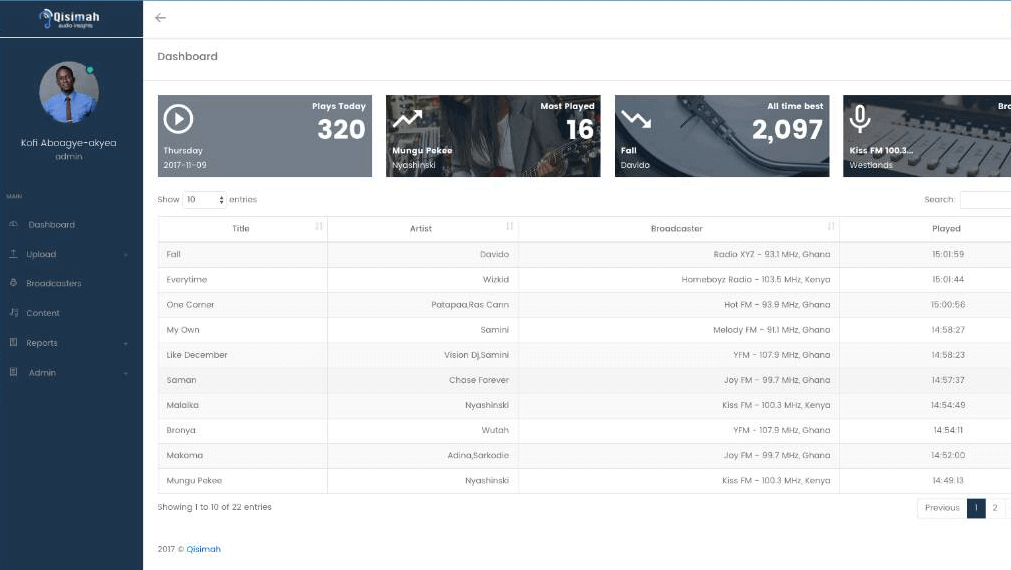 Qisimah
audio insights
Kofi Aboagye-akyea
admin
MAIN
Dashboard
Upload
Broadcasters
Content
Reports
Admin
Dashboard
Plays Today
320
Thursday
2017-11-09
Most Played
16
Mungu Pekee
Nyashinski
All time best
2,097
Fall
Davido
Bro
Kiss FM 100.3...
Westlands
Show 10 entries
Search:
Title Artist Broadcaster Played
Fall Davido Radio XYZ - 93.1 MHz, Ghana 15:01:59
Everytime Wizkid Homeboyz Radio - 103.5 MHz, Kenya 15:01:44
One Corner Patapaa,Ras Cann Hot FM - 93.9 MHz, Ghana 15:00:56
My Own Samini Melody FM - 91.1 MHz, Ghana 14:58:27
Like December Vision Dj,Samini YFM - 107.9 MHz, Ghana 14:58:23
Saman Chase Forever Joy FM - 99.7 MHz, Ghana 14:57:37
Malaika Nyashinski Kiss FM - 100.3 MHz, Kenya 14:54:49
Bronya Wutah YFM - 107.9 MHz, Ghana 14:54:11
Makoma Adina,Sarkodie Joy FM - 99.7 MHz, Ghana 14:52:00
Mungu Pekee Nyashinski Kiss FM - 100.3 MHz, Kenya 14:49:13
Showing 1 to 10 of 22 entries
Previous 1 2
2017 © Qisimah